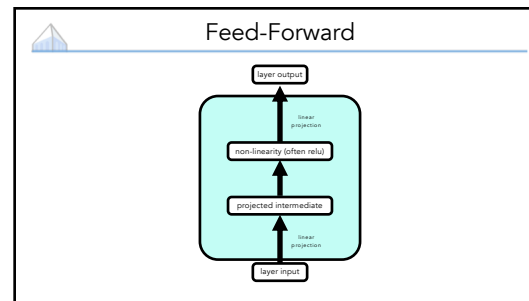 Feed-Forward
layer output
linear
projection
non-linearity (often relu)
projected intermediate
linear
projection
layer input